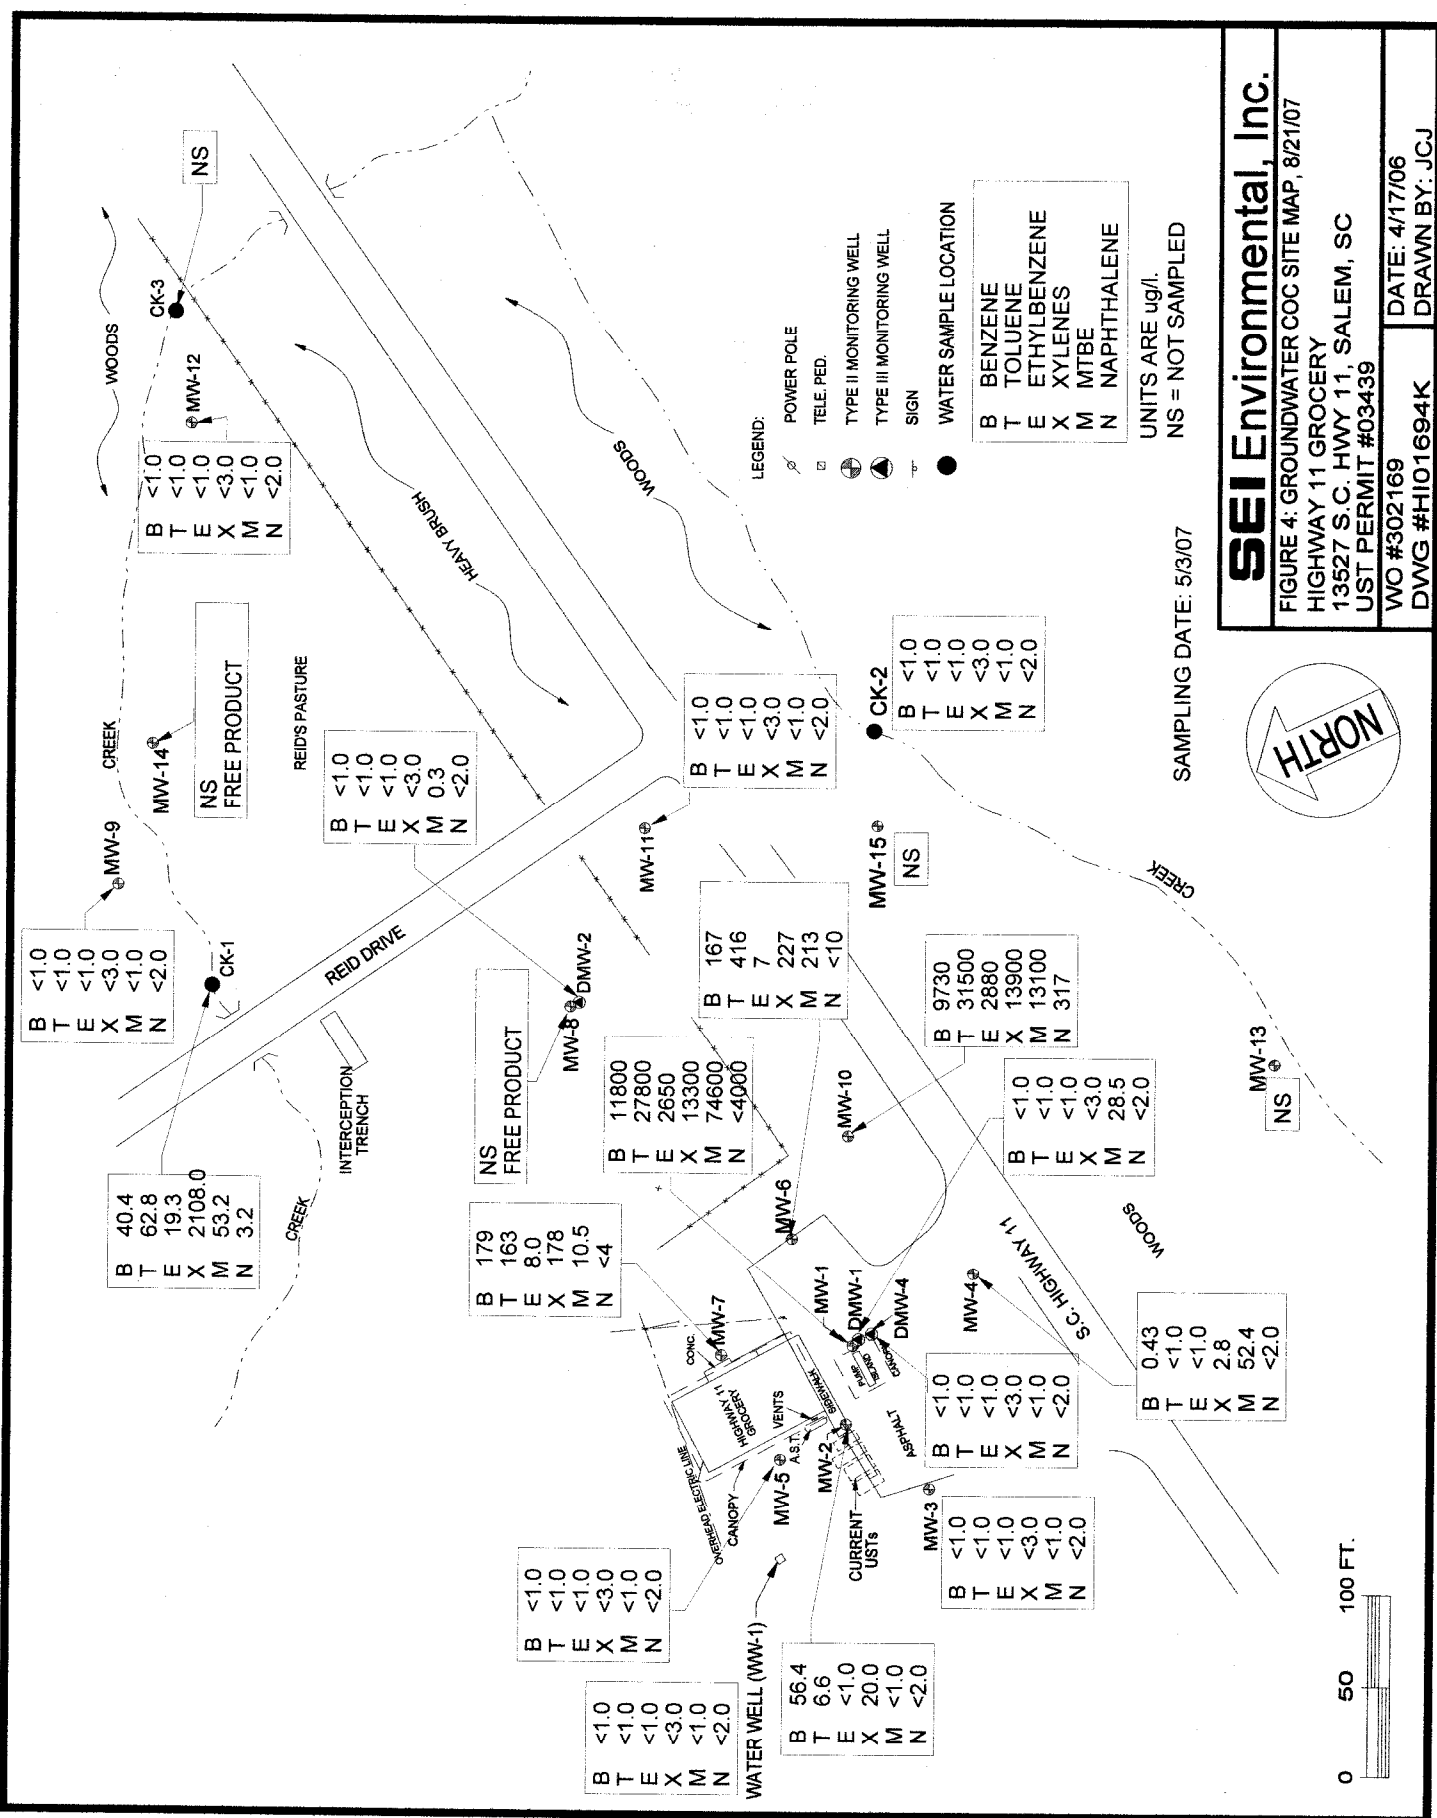 WOODS
CREEK
CK-3
NS
MW-12
B <1.0
T <1.0
E <1.0
X <3.0
M <1.0
N <2.0
MW-14
NS
FREE PRODUCT
MW-9
B <1.0
T <1.0
E <1.0
X <3.0
M <1.0
N <2.0
CK-1
B 40.4
T 62.8
E 19.3
X 2108.0
M 53.2
N 3.2
REID'S PASTURE
HEAVY BRUSH
WOODS
REID DRIVE
INTERCEPTION
TRENCH
CREEK
B <1.0
T <1.0
E <1.0
X <3.0
M 0.3
N <2.0
DMW-2
MW-8
NS
FREE PRODUCT
MW-11
B <1.0
T <1.0
E <1.0
X <3.0
M <1.0
N <2.0
CK-2
B <1.0
T <1.0
E <1.0
X <3.0
M <1.0
N <2.0
MW-15
NS
CREEK
MW-13
NS
B 167
T 416
E 7
X 227
M 213
N <10
MW-6
B 11800
T 27800
E 2650
X 13300
M 74600
N <4000
MW-1
B 9730
T 31500
E 2880
X 13900
M 13100
N 317
MW-10
B <1.0
T <1.0
E <1.0
X <3.0
M 28.5
N <2.0
DMW-1
DMW-4
B <1.0
T <1.0
E <1.0
X <3.0
M <1.0
N <2.0
B 179
T 163
E 8.0
X 178
M 10.5
N <4
MW-7
CONC.
HIGHWAY 11
GROCERY
OVERHEAD ELECTRIC LINE
CANOPY
VENTS
A.S.T.
SIDEWALK
PUMP
ISLAND
CANOPY
ASPHALT
S.C. HIGHWAY 11
WOODS
MW-4
B 0.43
T <1.0
E <1.0
X 2.8
M 52.4
N <2.0
MW-5
B <1.0
T <1.0
E <1.0
X <3.0
M <1.0
N <2.0
MW-2
CURRENT
USTs
B 56.4
T 6.6
E <1.0
X 20.0
M <1.0
N <2.0
MW-3
B <1.0
T <1.0
E <1.0
X <3.0
M <1.0
N <2.0
WATER WELL (WW-1)
B <1.0
T <1.0
E <1.0
X <3.0
M <1.0
N <2.0
LEGEND:
POWER POLE
TELE. PED.
TYPE II MONITORING WELL
TYPE III MONITORING WELL
SIGN
WATER SAMPLE LOCATION
B BENZENE
T TOLUENE
E ETHYLBENZENE
X XYLENES
M MTBE
N NAPHTHALENE
UNITS ARE ug/l.
NS = NOT SAMPLED
SAMPLING DATE: 5/3/07
NORTH
0 50 100 FT.
SEI Environmental, Inc.
FIGURE 4: GROUNDWATER COC SITE MAP, 8/21/07
HIGHWAY 11 GROCERY
13527 S.C. HWY 11, SALEM, SC
UST PERMIT #03439
WO #302169
DATE: 4/17/06
DWG #HI01694K
DRAWN BY: JCJ